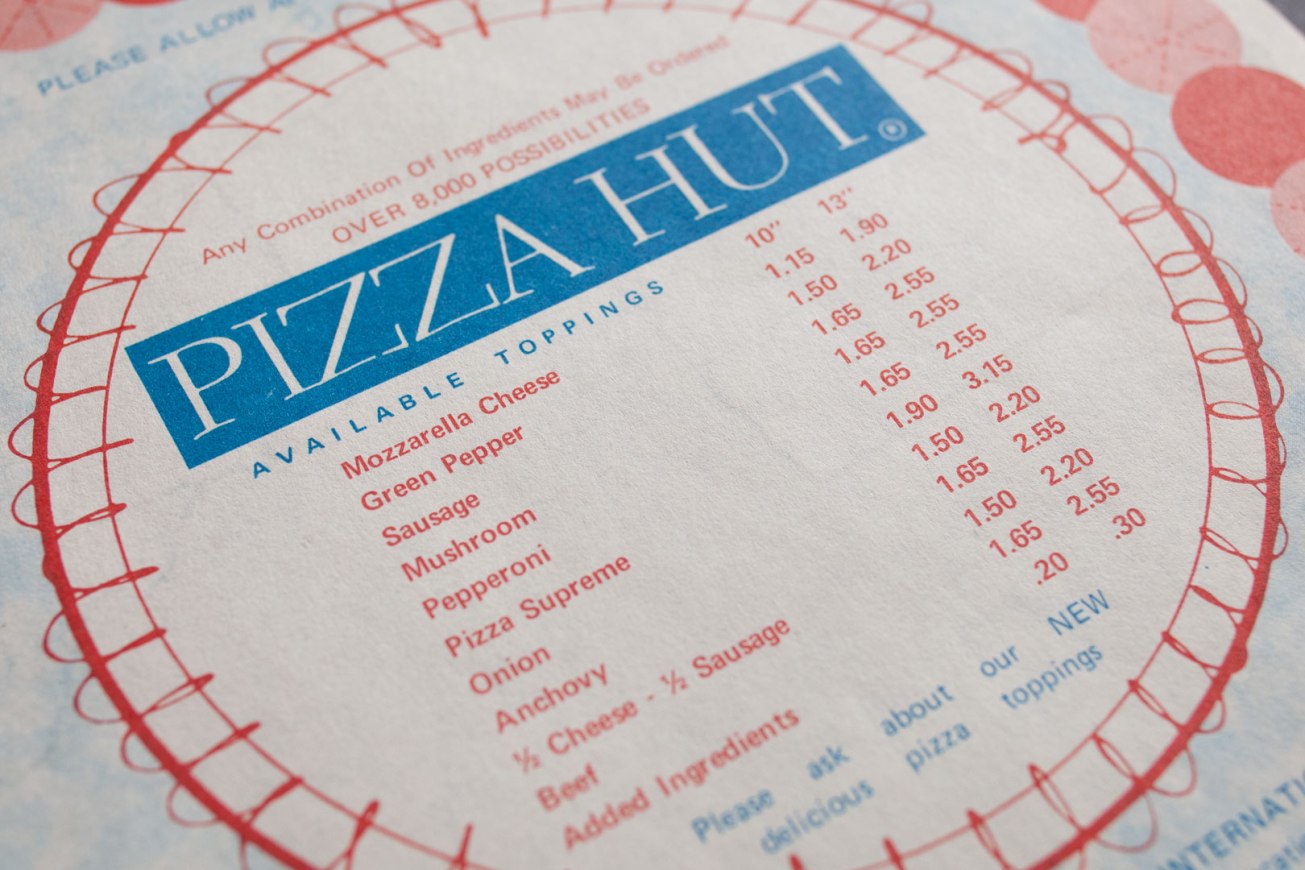 PLEASE ALLOW
Any Combination Of Ingredients May Be Ordered
OVER 8,000 POSSIBILITIES
PIZZA HUT®
AVAILABLE TOPPINGS 10" 13"
Mozzarella Cheese 1.15 1.90
Green Pepper 1.50 2.20
Sausage 1.65 2.55
Mushroom 1.65 2.55
Pepperoni 1.65 2.55
Pizza Supreme 1.90 3.15
Onion 1.50 2.20
Anchovy 1.65 2.55
½ Cheese - ½ Sausage 1.50 2.20
Beef 1.65 2.55
Added Ingredients .20 .30
Please ask about our NEW
delicious pizza toppings